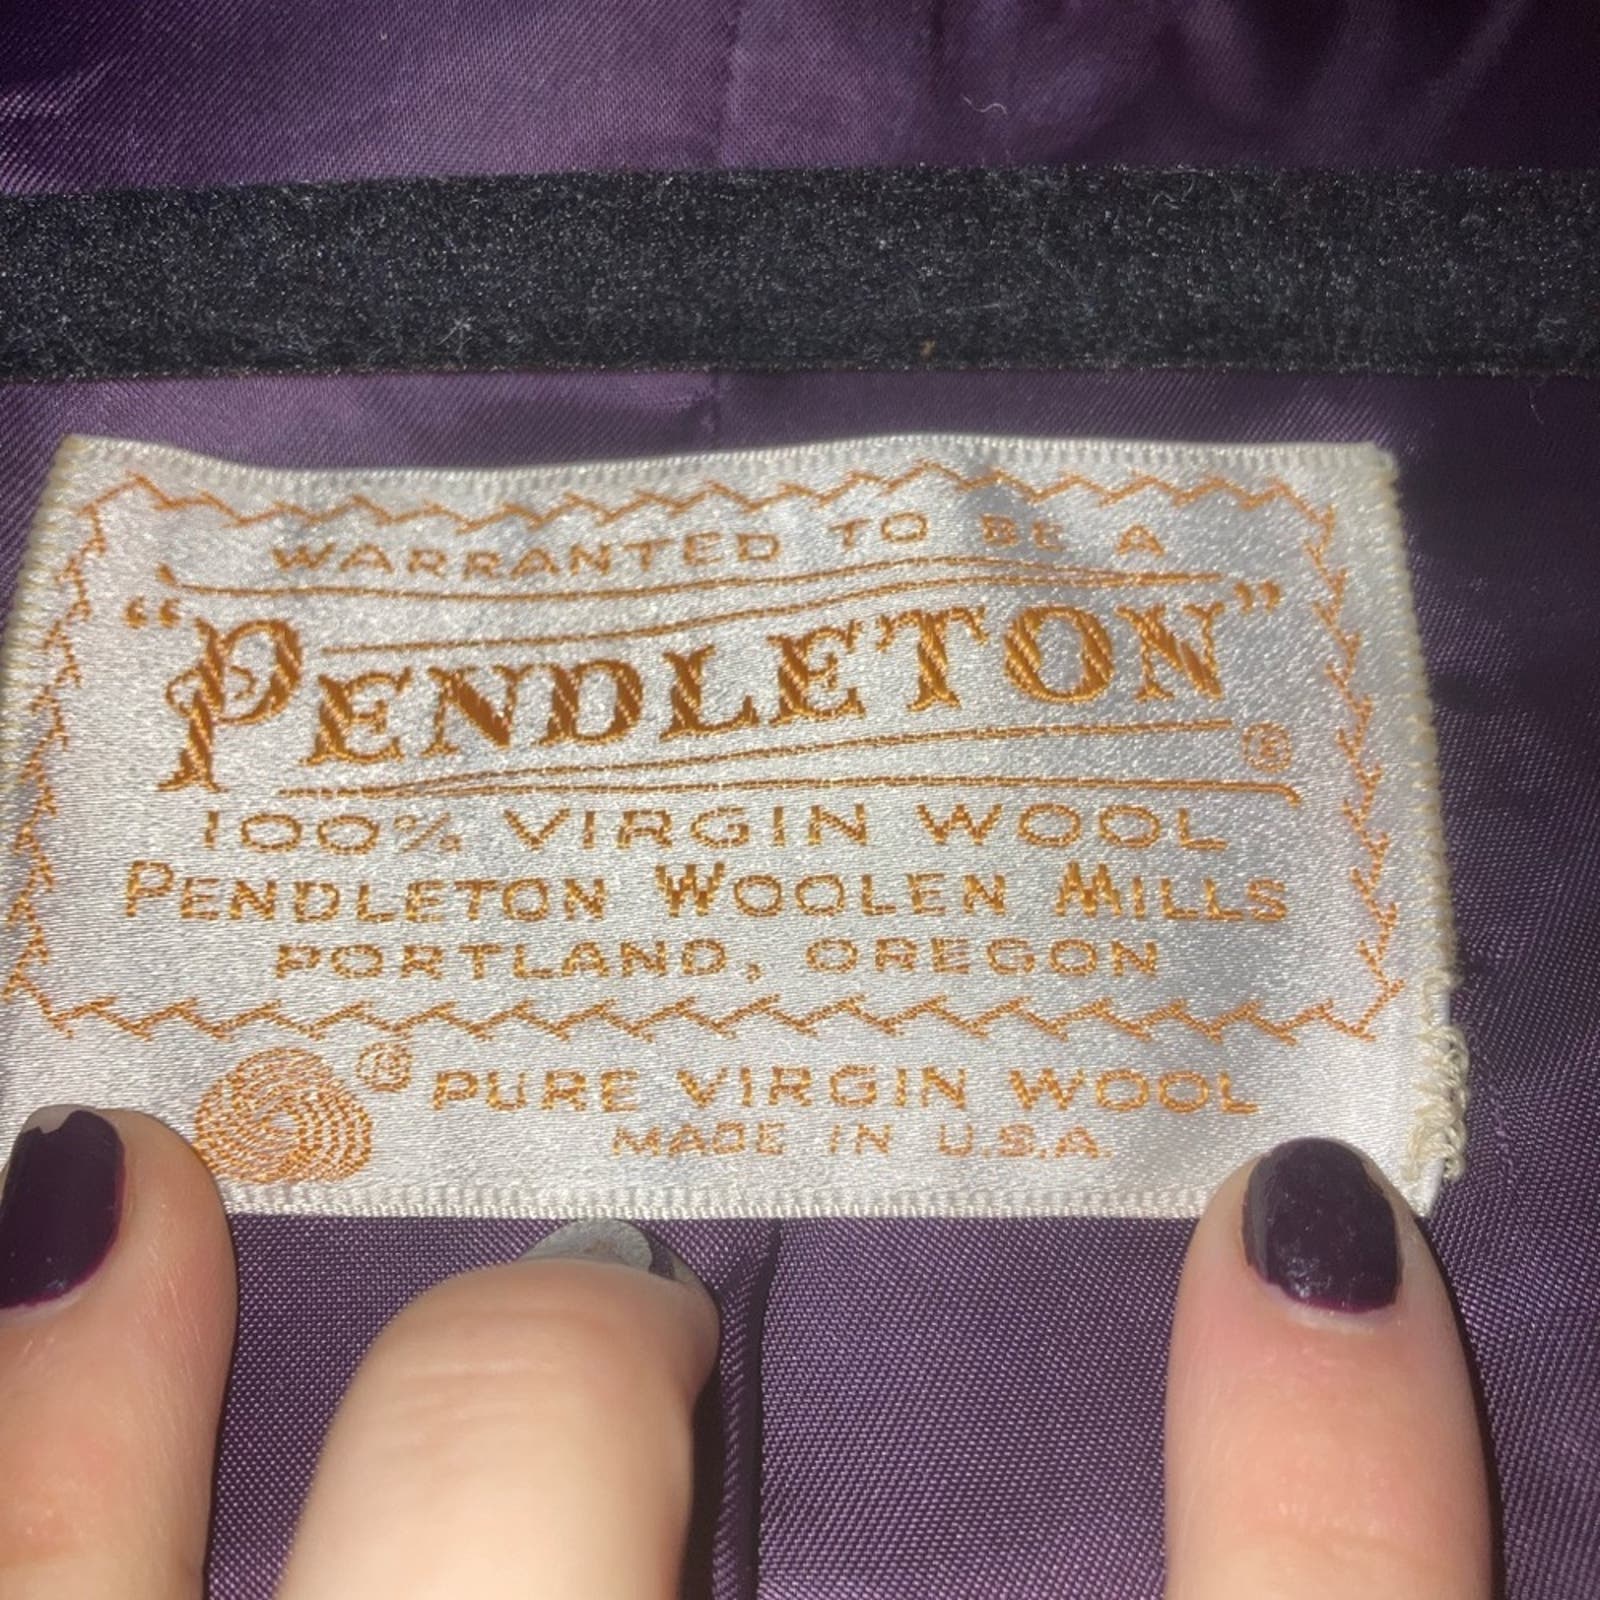 WARRANTED TO BE A
“PENDLETON”®
100% VIRGIN WOOL
PENDLETON WOOLEN MILLS
PORTLAND, OREGON
® PURE VIRGIN WOOL
MADE IN U.S.A.